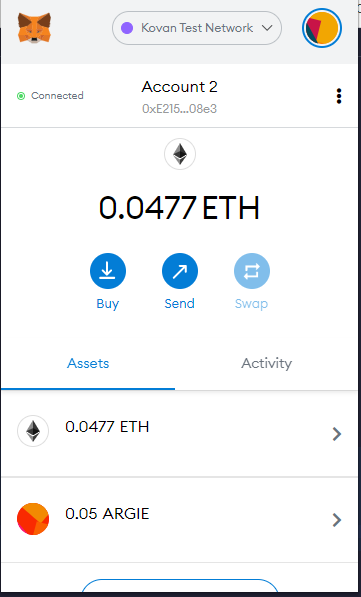 Kovan Test Network
Connected
Account 2
0xE215...08e3
0.0477 ETH
Buy
Send
Swap
Assets
Activity
0.0477 ETH
0.05 ARGIE